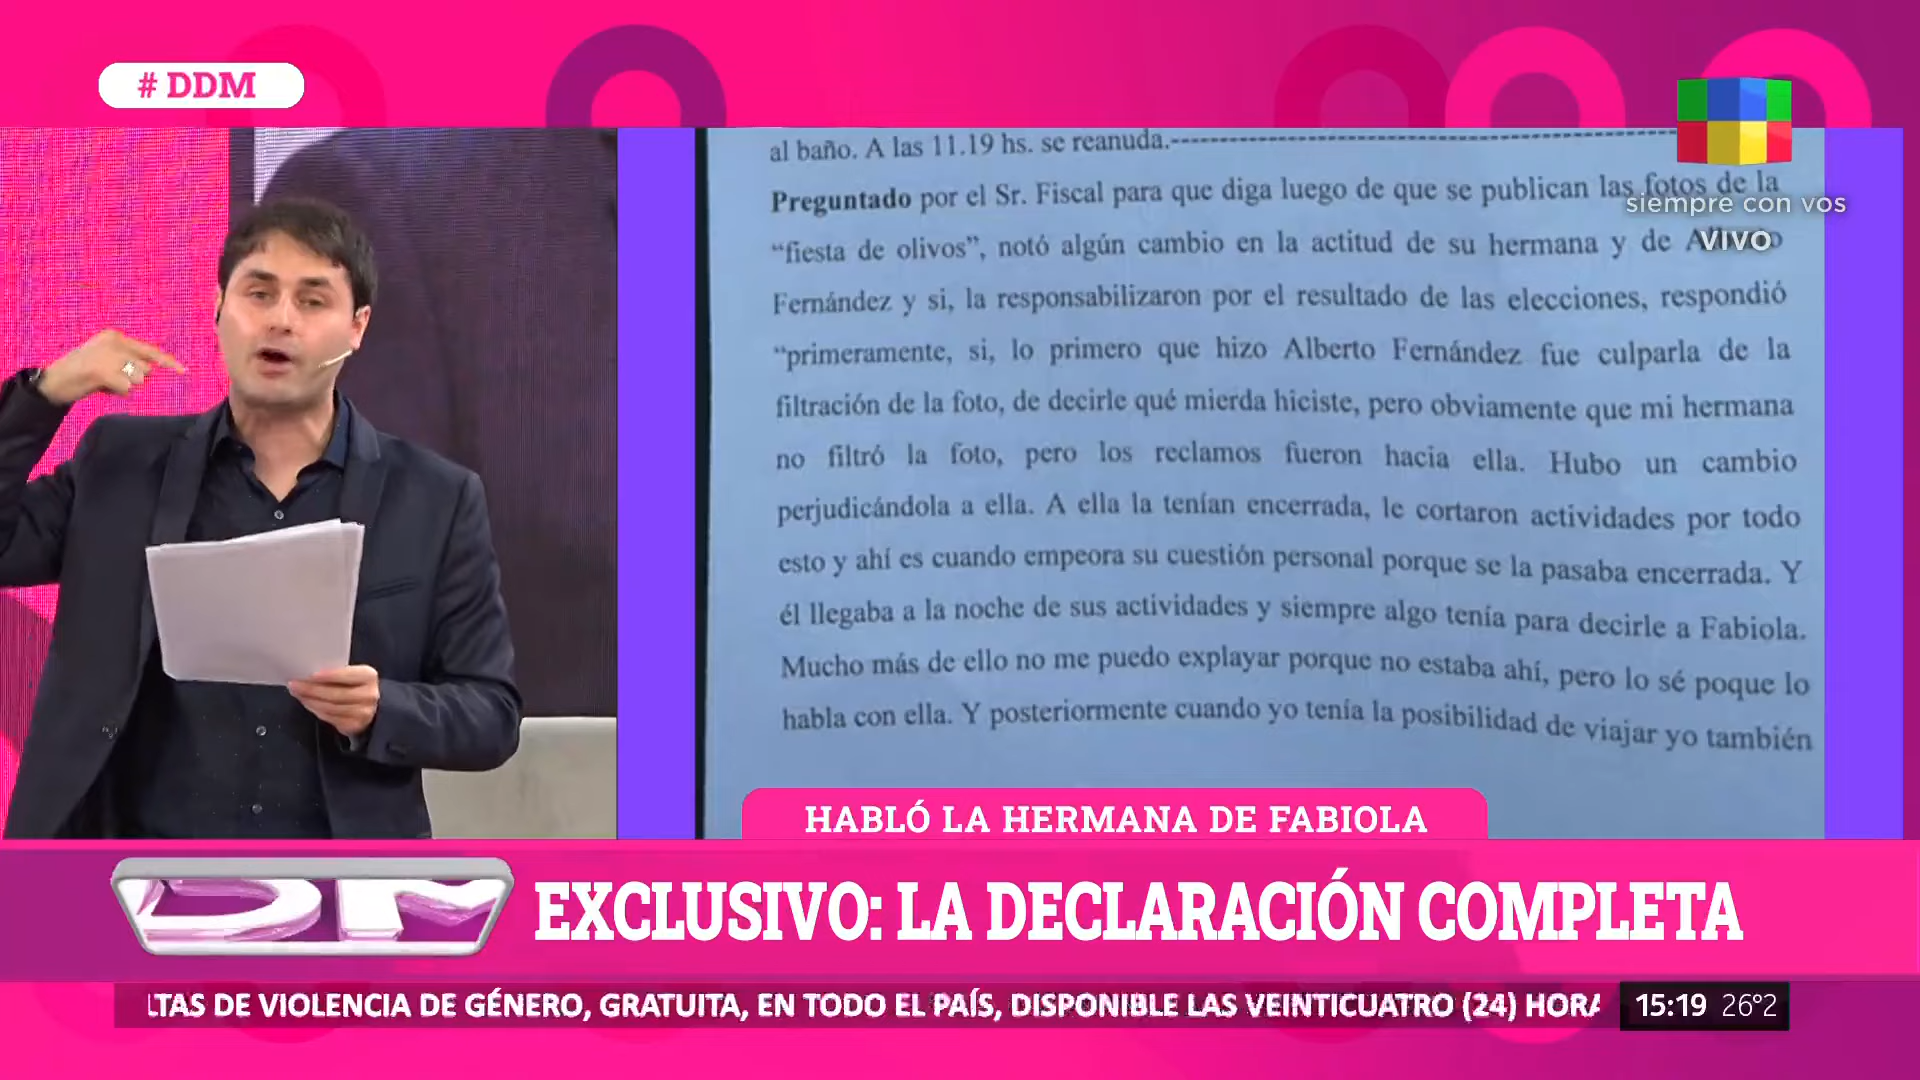 # DDM
al baño. A las 11.19 hs. se reanuda.
Preguntado por el Sr. Fiscal para que diga luego de que se publican las fotos de la
siempre con vos
“fiesta de olivos”, notó algún cambio en la actitud de su hermana y de
VIVO
Fernández y si, la responsabilizaron por el resultado de las elecciones, respondió
“primeramente, si, lo primero que hizo Alberto Fernández fue culparla de la
filtración de la foto, de decirle qué mierda hiciste, pero obviamente que mi hermana
no filtró la foto, pero los reclamos fueron hacia ella. Hubo un cambio
perjudicándola a ella. A ella la tenían encerrada, le cortaron actividades por todo
esto y ahí es cuando empeora su cuestión personal porque se la pasaba encerrada. Y
él llegaba a la noche de sus actividades y siempre algo tenía para decirle a Fabiola.
Mucho más de ello no me puedo explayar porque no estaba ahí, pero lo sé poque lo
habla con ella. Y posteriormente cuando yo tenía la posibilidad de viajar yo también
HABLÓ LA HERMANA DE FABIOLA
DM
EXCLUSIVO: LA DECLARACIÓN COMPLETA
LTAS DE VIOLENCIA DE GÉNERO, GRATUITA, EN TODO EL PAÍS, DISPONIBLE LAS VEINTICUATRO (24) HORA
15:19 26°2